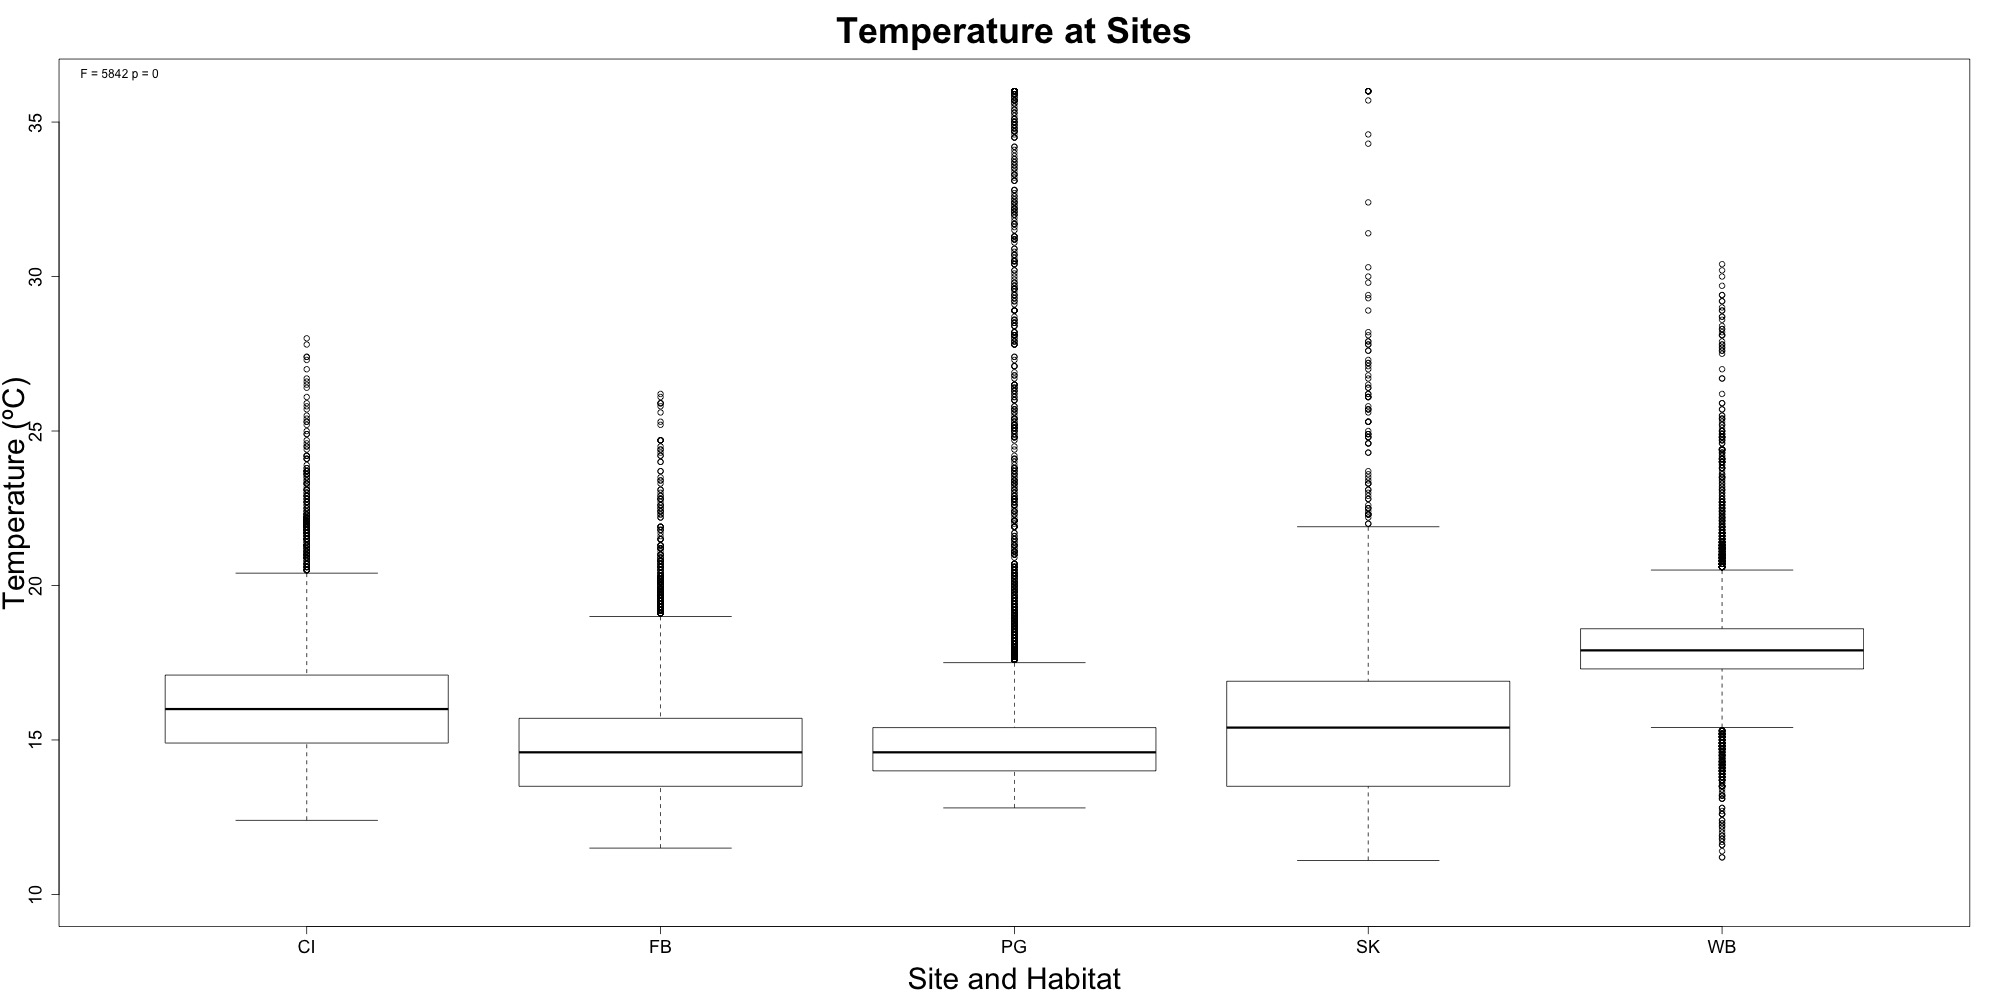 Temperature at Sites
F = 5842 p = 0
Temperature (ºC)
35
30
25
20
15
10
CI FB PG SK WB
Site and Habitat